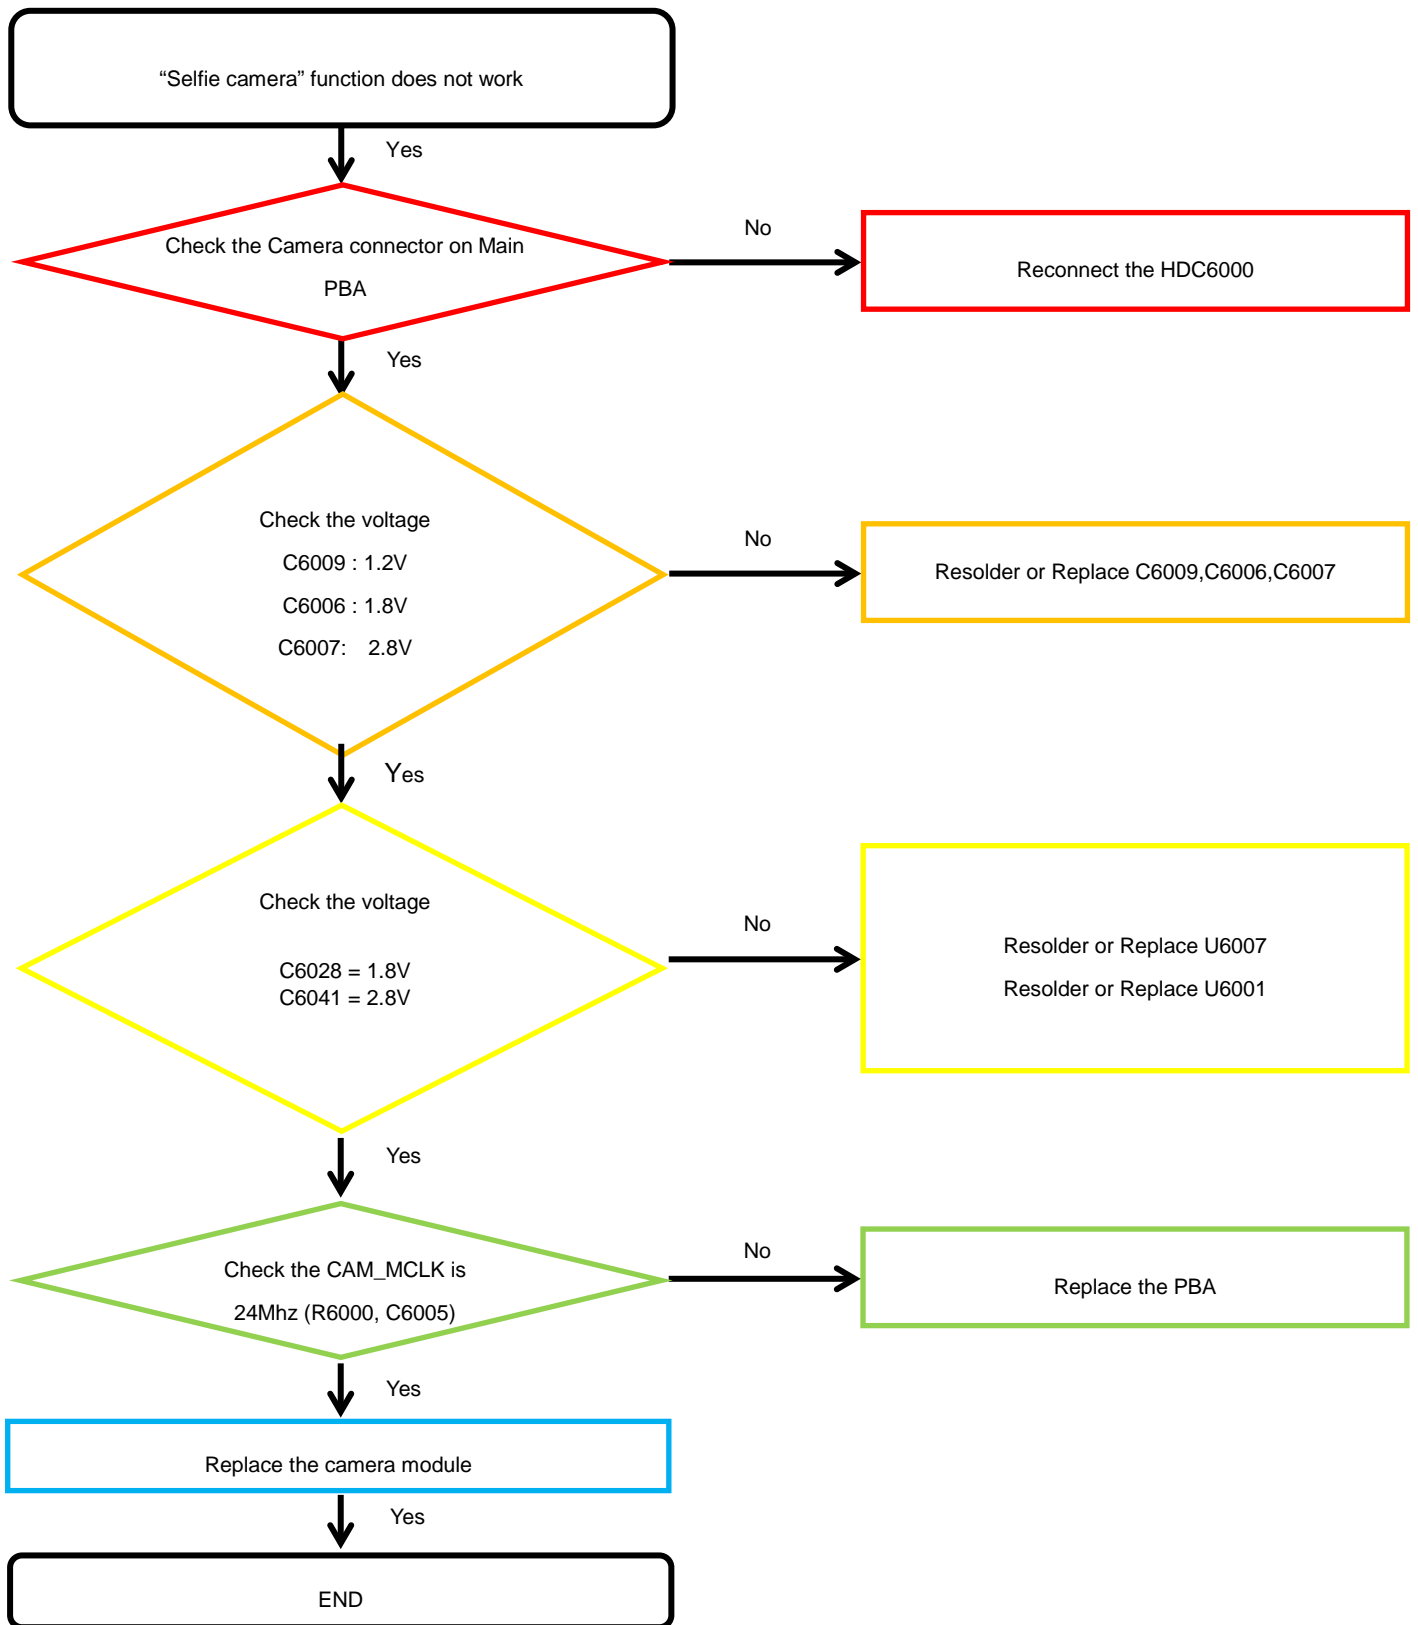 “Selfie camera” function does not work
Yes
Check the Camera connector on Main
PBA
No
Reconnect the HDC6000
Yes
Check the voltage
C6009 : 1.2V
C6006 : 1.8V
C6007:    2.8V
No
Resolder or Replace C6009,C6006,C6007
Yes
Check the voltage
C6028 = 1.8V
C6041 = 2.8V
No
Resolder or Replace U6007
Resolder or Replace U6001
Yes
Check the CAM_MCLK is
24Mhz (R6000, C6005)
No
Replace the PBA
Yes
Replace the camera module
Yes
END